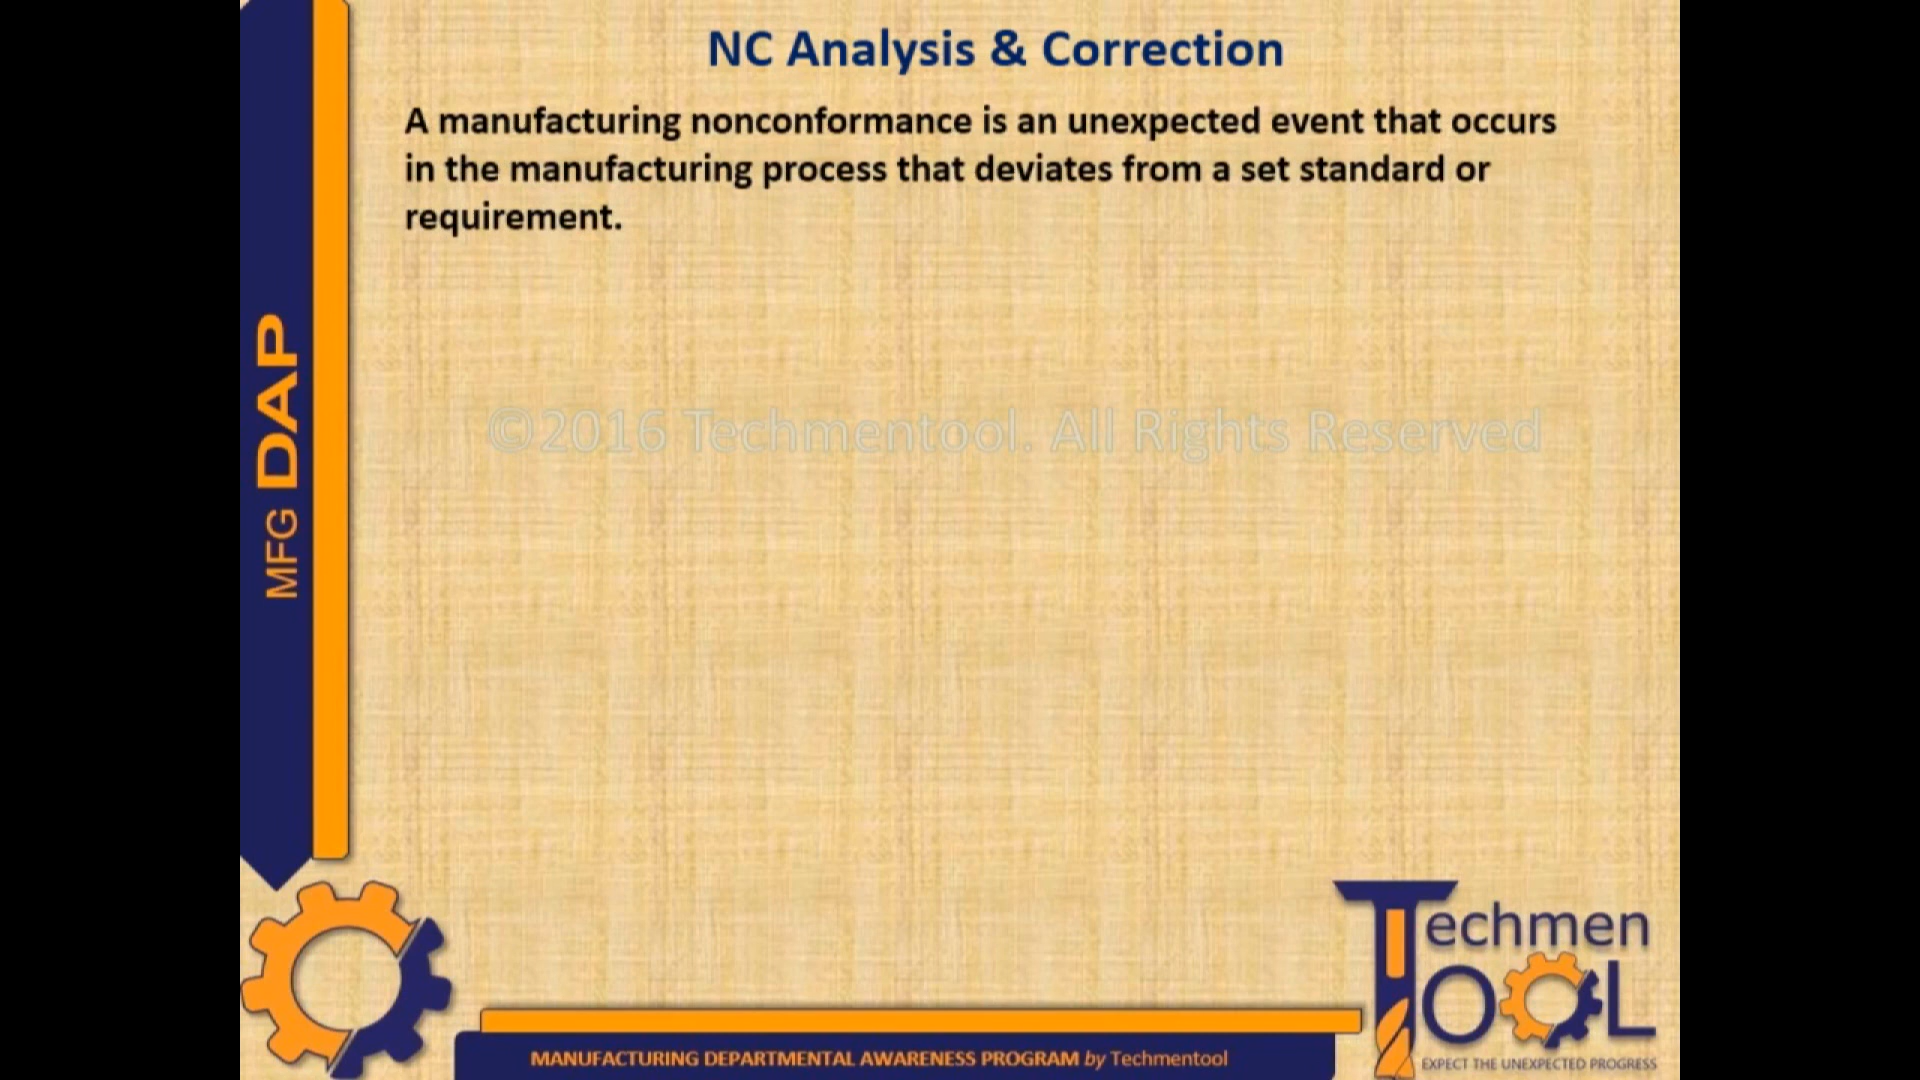 NC Analysis & Correction
A manufacturing nonconformance is an unexpected event that occurs
in the manufacturing process that deviates from a set standard or
requirement.
©2016 Techmentool. All Rights Reserved
MFG DAP
Techmen
TOOL
EXPECT THE UNEXPECTED PROGRESS
MANUFACTURING DEPARTMENTAL AWARENESS PROGRAM by Techmentool